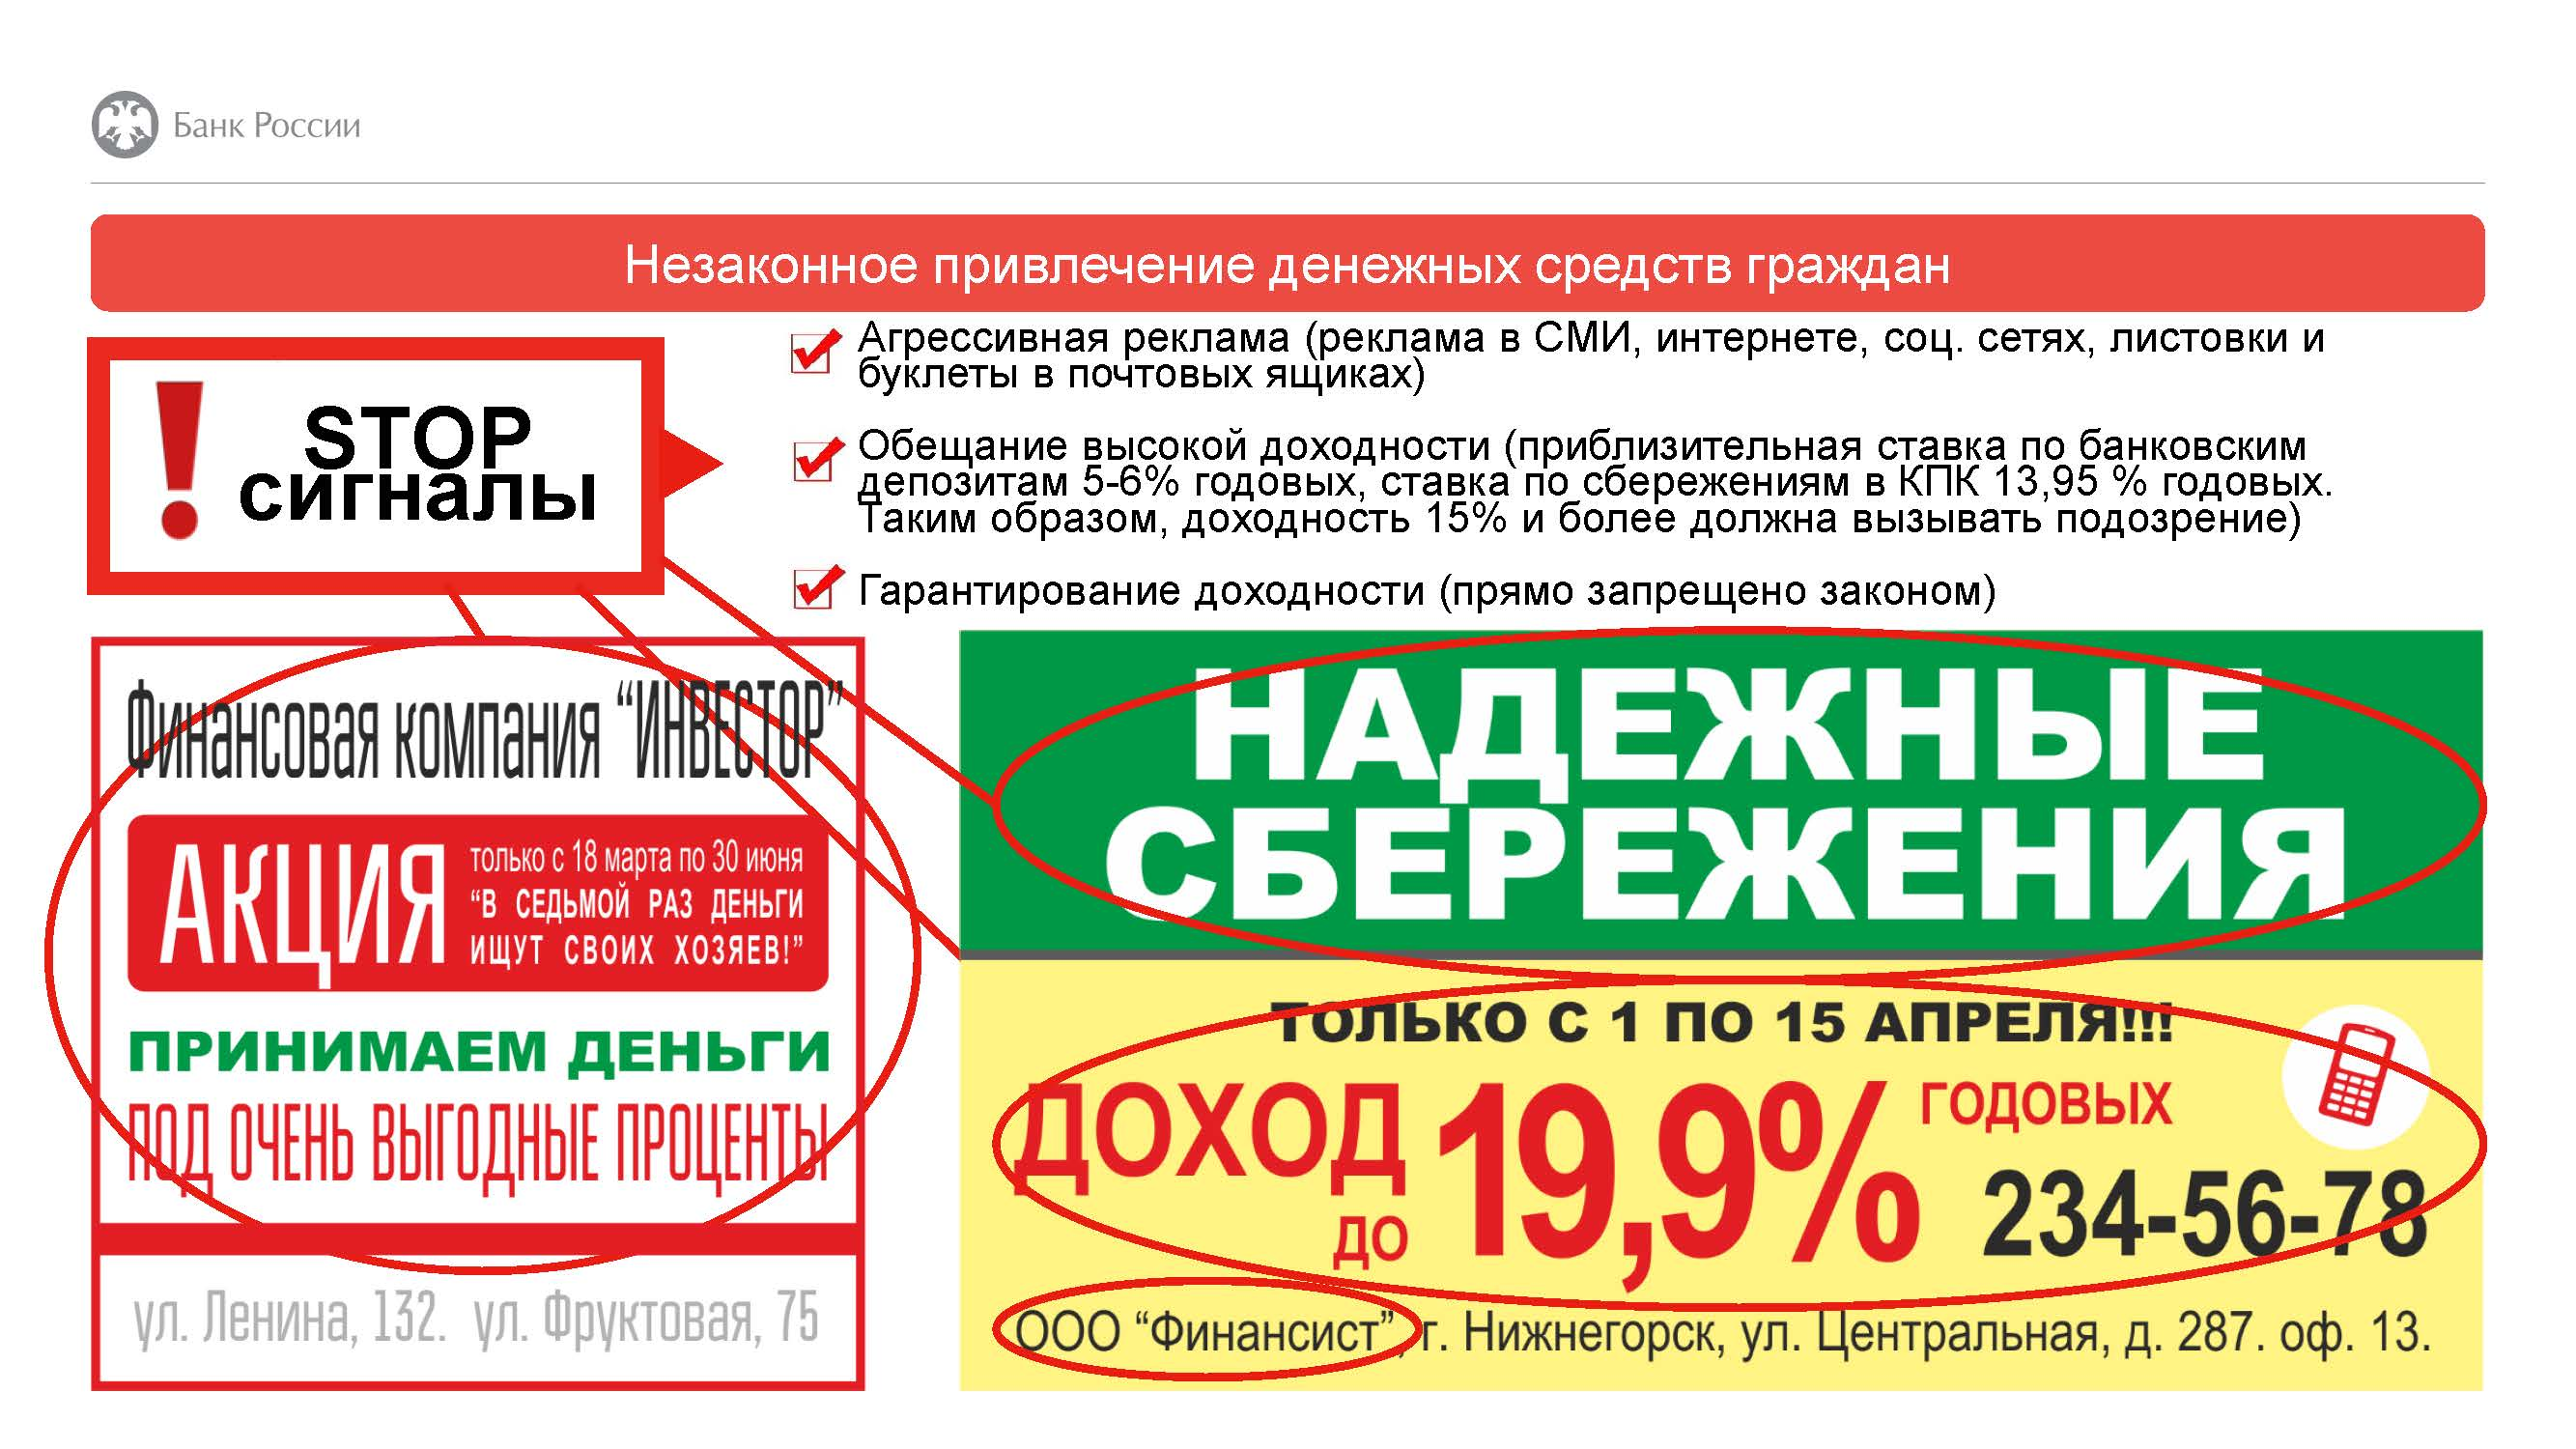 Банк России
Незаконное привлечение денежных средств граждан
STOP
сигналы
Агрессивная реклама (реклама в СМИ, интернете, соц. сетях, листовки и
буклеты в почтовых ящиках)
Обещание высокой доходности (приблизительная ставка по банковским
депозитам 5-6% годовых, ставка по сбережениям в КПК 13,95 % годовых.
Таким образом, доходность 15% и более должна вызывать подозрение)
Гарантирование доходности (прямо запрещено законом)
Финансовая компания “ИНВЕСТОР”
АКЦИЯ
только с 18 марта по 30 июня
“В СЕДЬМОЙ РАЗ ДЕНЬГИ
ИЩУТ СВОИХ ХОЗЯЕВ!”
ПРИНИМАЕМ ДЕНЬГИ
ПОД ОЧЕНЬ ВЫГОДНЫЕ ПРОЦЕНТЫ
ул. Ленина, 132. ул. Фруктовая, 75
НАДЕЖНЫЕ
СБЕРЕЖЕНИЯ
ТОЛЬКО С 1 ПО 15 АПРЕЛЯ!!!
ДОХОД
ДО
19,9%
ГОДОВЫХ
234-56-78
ООО “Финансист”, г. Нижнегорск, ул. Центральная, д. 287. оф. 13.